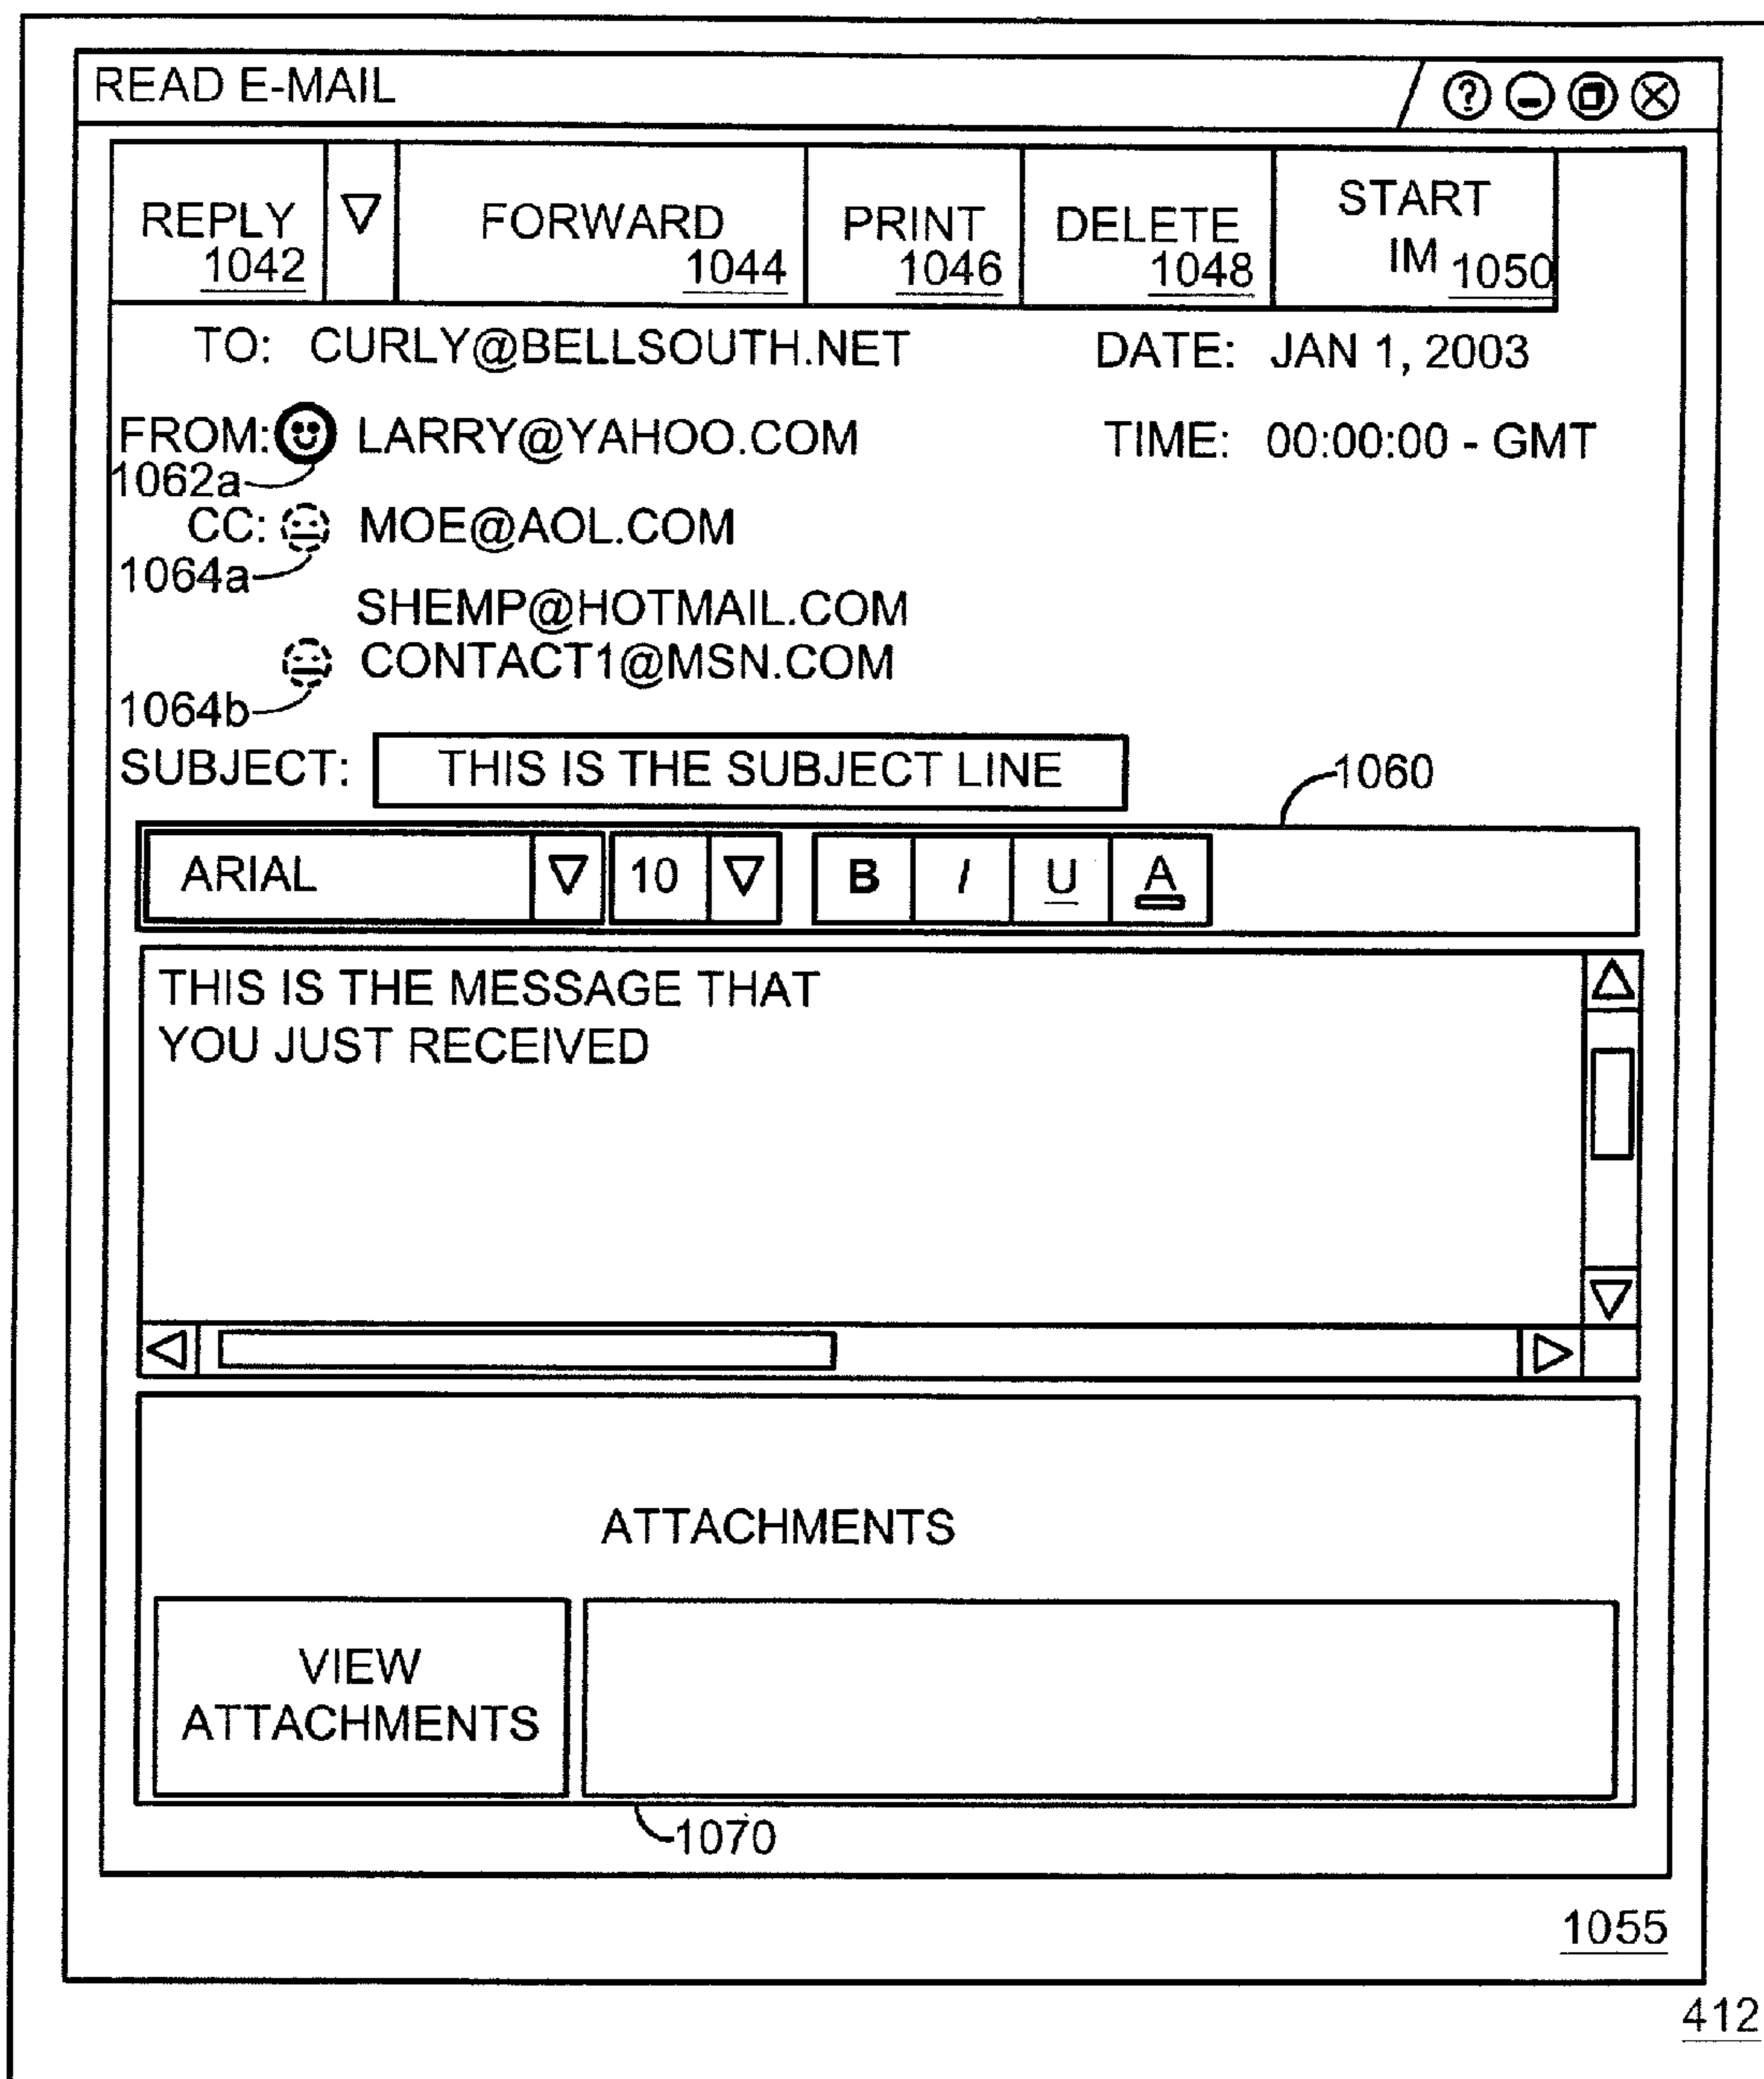 READ E-MAIL ?
REPLY FORWARD PRINT DELETE START IM
1042 1044 1046 1048 1050
TO: CURLY@BELLSOUTH.NET DATE: JAN 1, 2003
FROM: LARRY@YAHOO.COM TIME: 00:00:00 - GMT
1062a
CC: MOE@AOL.COM
1064a
SHEMP@HOTMAIL.COM
CONTACT1@MSN.COM
1064b
SUBJECT: THIS IS THE SUBJECT LINE 1060
ARIAL 10 B I U A
THIS IS THE MESSAGE THAT
YOU JUST RECEIVED
ATTACHMENTS
VIEW
ATTACHMENTS
1070
1055
412